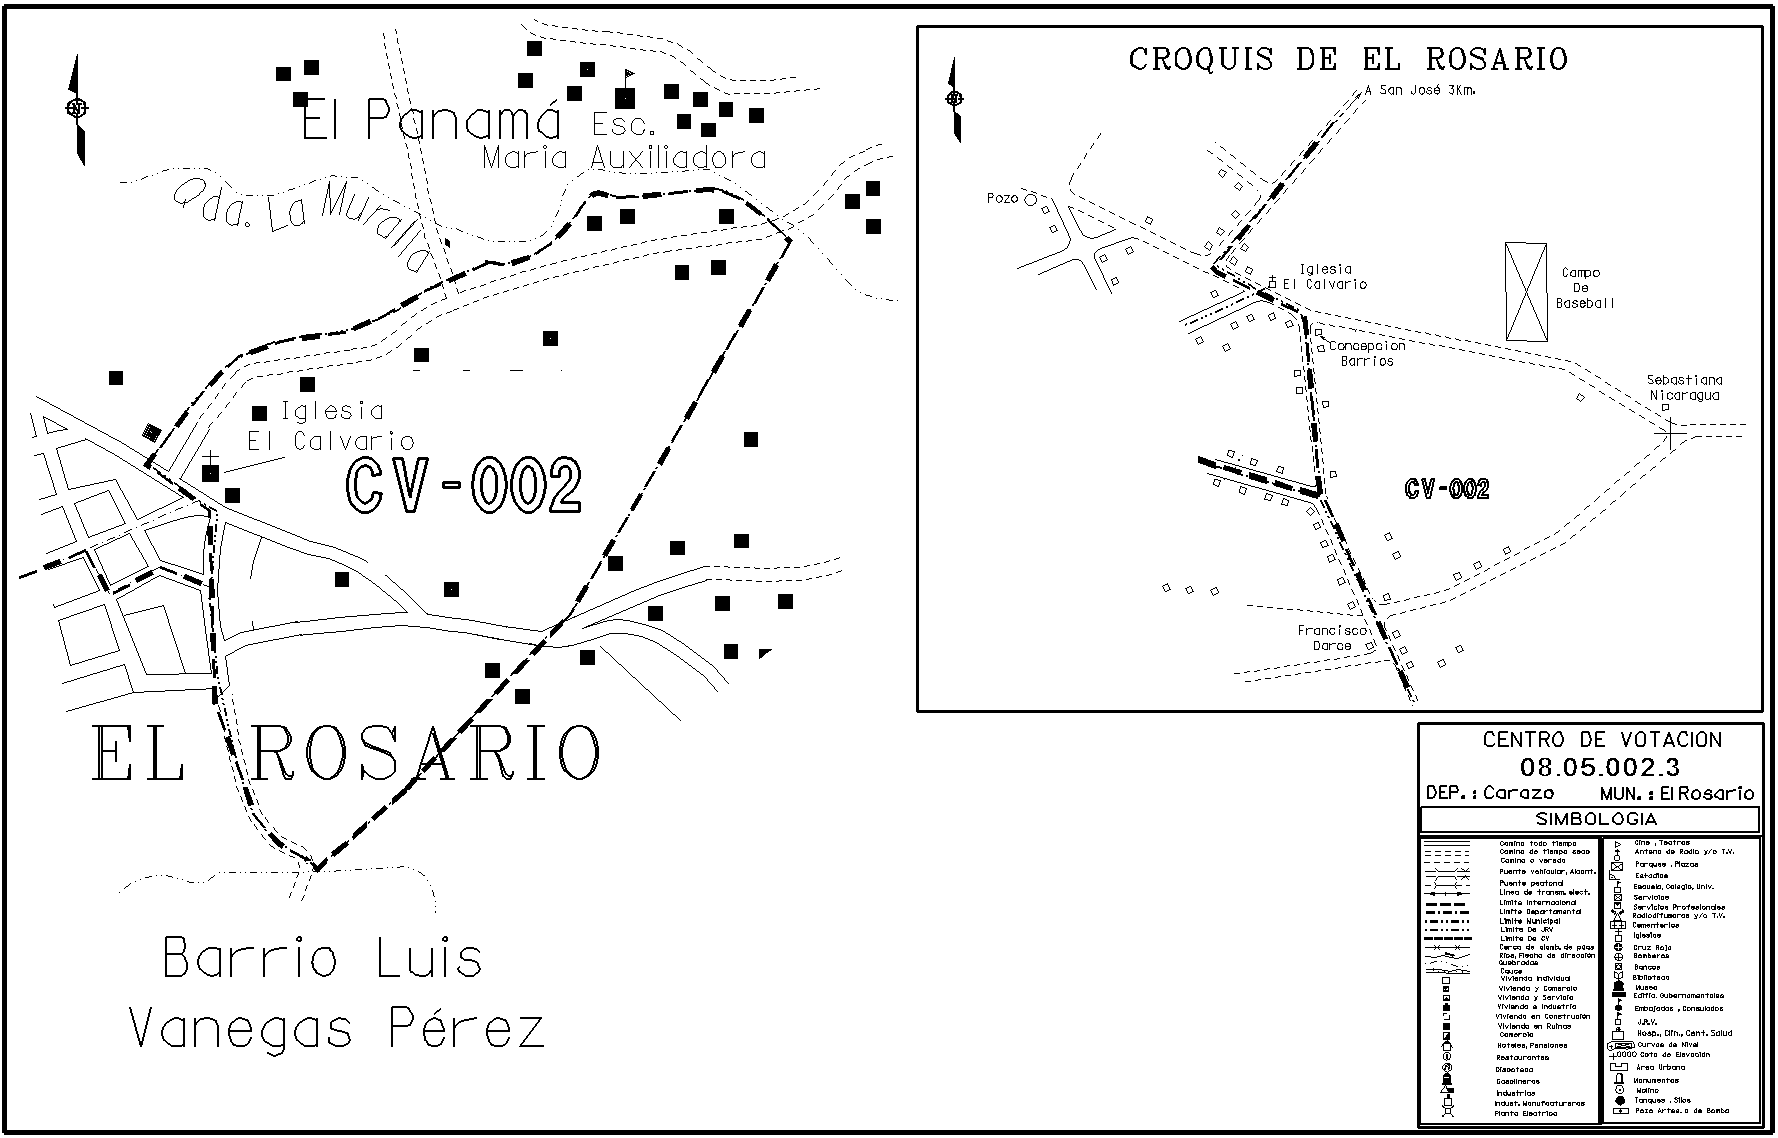 El Panamá
Esc.
Maria Auxiliadora
Qda. La Muralla
Iglesia
El Calvario
CV-002
EL ROSARIO
Barrio Luis
Vanegas Pérez
CROQUIS DE EL ROSARIO
A San José 3Km.
Pozo
Iglesia
El Calvario
Campo
De
Baseball
Concepcion
Barrios
Sebastiana
Nicaragua
CV-002
Francisco
Darce
CENTRO DE VOTACION
08.05.002.3
DEP.: Carazo MUN.: El Rosario
SIMBOLOGIA
Camino todo tiempo
Camino de tiempo seco
Camino o vereda
Puente vehicular, Alcant.
Puente peatonal
Linea de transm. elect.
Limite Internacional
Limite Departamental
Limite Municipal
Limite De JRV
Limite De CV
Cerca de alamb. de púas
Ríos, Flecha de dirección
Quebradas
Cauce
Vivienda Individual
Vivienda y Comercio
Vivienda y Servicio
Vivienda e Industria
Vivienda en Construción
Vivienda en Ruinas
Comercio
Hoteles, Pensiones
Restaurantes
Discoteca
Gasolineras
Industrias
Indust. Manufactureras
Planta Electrica
Cine , Teatros
Antena de Radio y/o T.V.
Parques . Plazas
Estadios
Escuela, Colegio, Univ.
Servicios
Servicios Profesionales
Radiodifusoras y/o T.V.
Cementerios
Iglesias
Cruz Roja
Bomberos
Bancos
Biblioteca
Museo
Edific. Gubernamentales
Embajadas , Consulados
J.R.V.
Hosp., Clin., Cent. Salud
Curvas de Nivel
0000 Cota de Elevación
Area Urbana
Monumentos
Molino
Tanques . Silos
Pozo Artes. o de Bomba